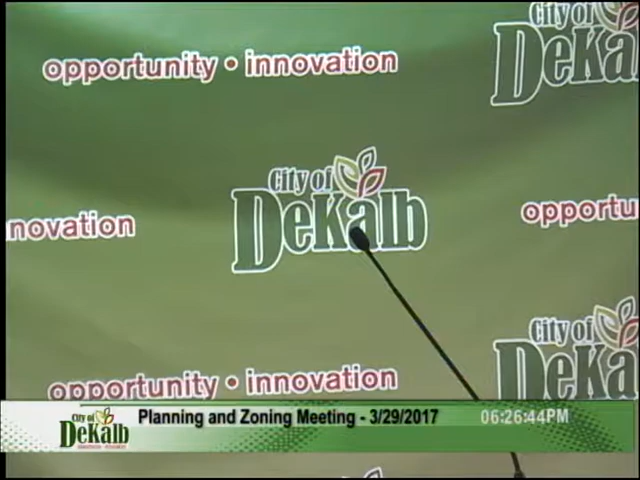 City of
DeKa
opportunity • innovation
City of
DeKalb
novation
opportu
City of
DeKa
opportunity • innovation
City of
DeKalb
Planning and Zoning Meeting - 3/29/2017
06:26:44PM